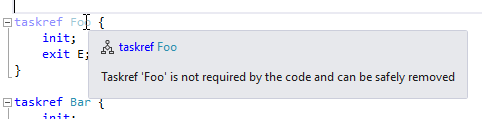 taskref Foo {
init;
exit E;
}
taskref Foo
Taskref 'Foo' is not required by the code and can be safely removed
taskref Bar {
init;